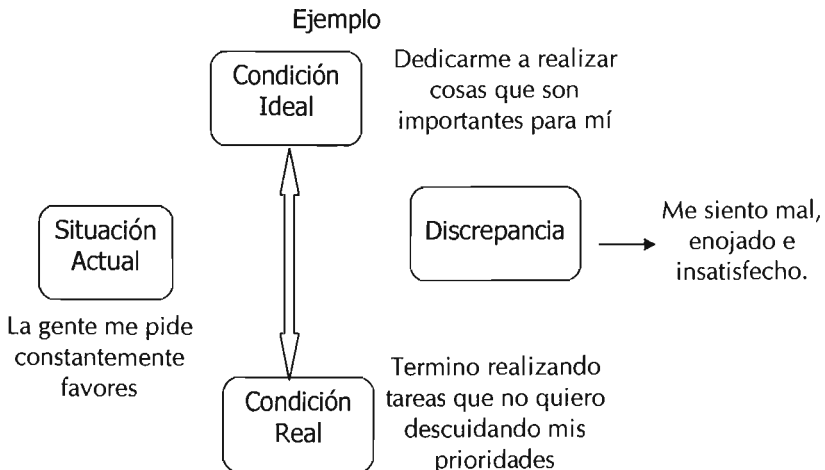 Ejemplo
Condición
Ideal
Dedicarme a realizar
cosas que son
importantes para mí
Situación
Actual
La gente me pide
constantemente
favores
Discrepancia
Me siento mal,
enojado e
insatisfecho.
Condición
Real
Termino realizando
tareas que no quiero
descuidando mis
prioridades